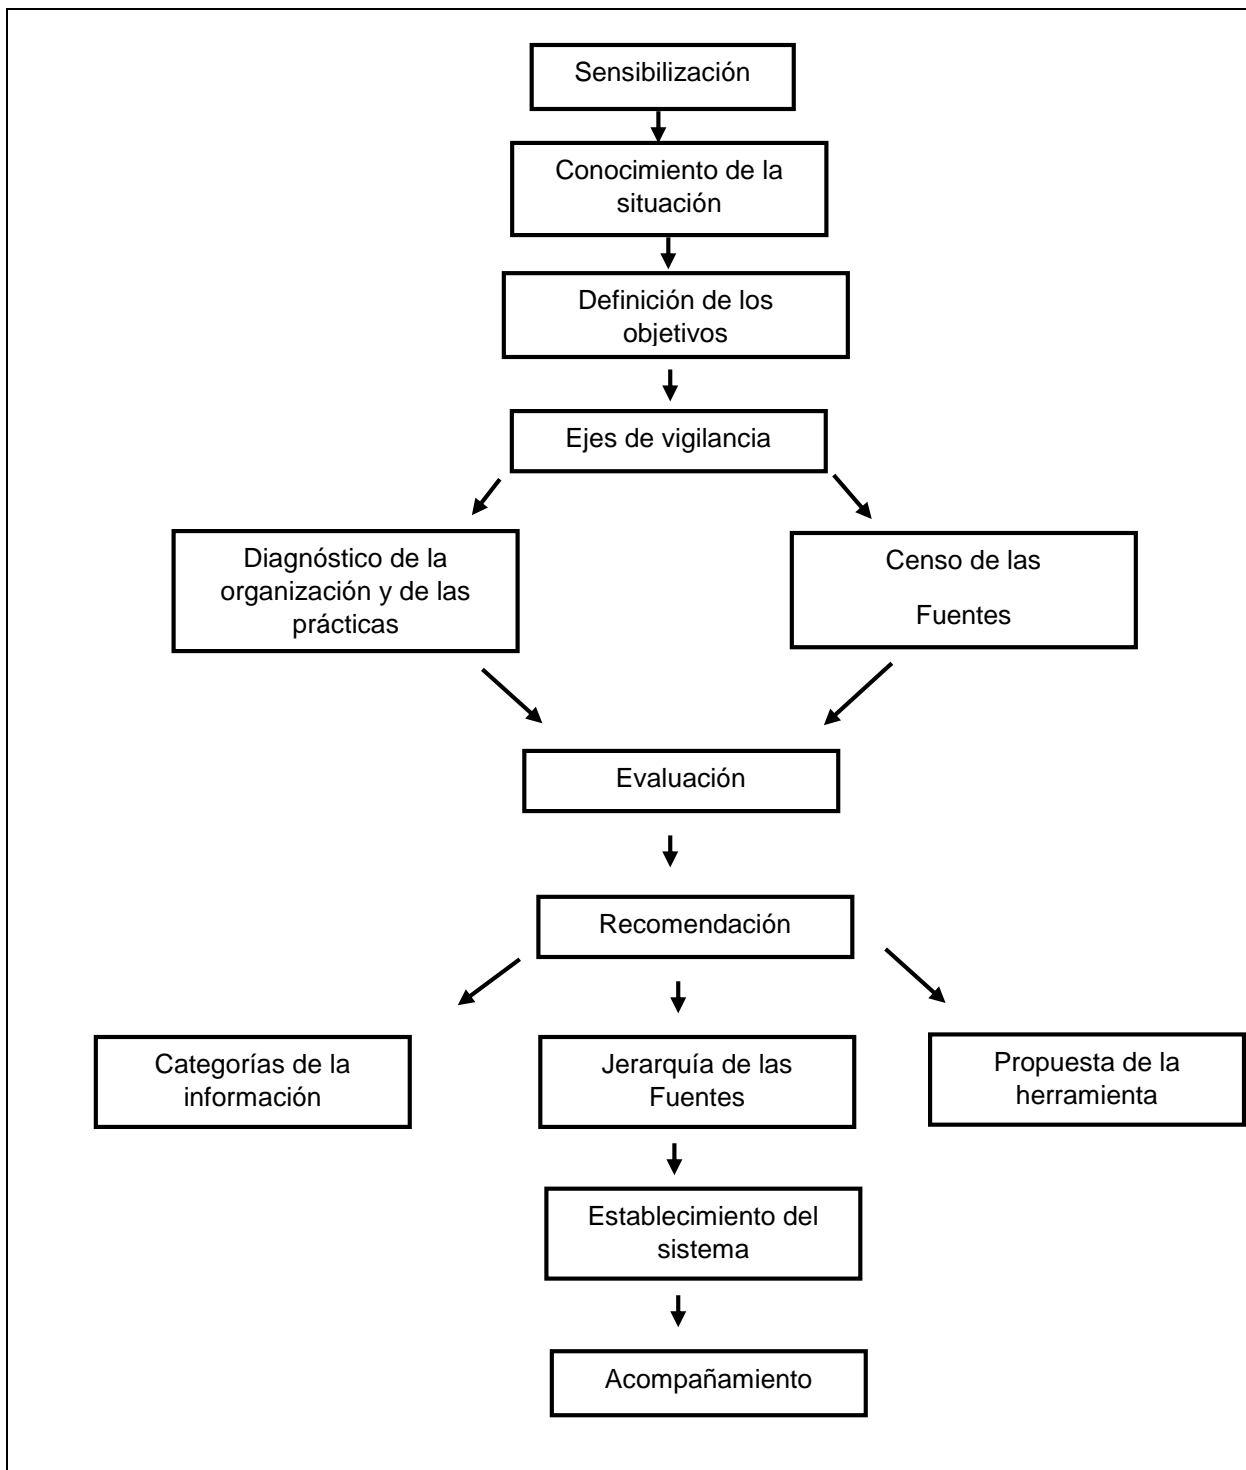 Sensibilización
Conocimiento de la
situación
Definición de los
objetivos
Ejes de vigilancia
Diagnóstico de la
organización y de las
prácticas
Censo de las
Fuentes
Evaluación
Recomendación
Categorías de la
información
Jerarquía de las
Fuentes
Propuesta de la
herramienta
Establecimiento del
sistema
Acompañamiento